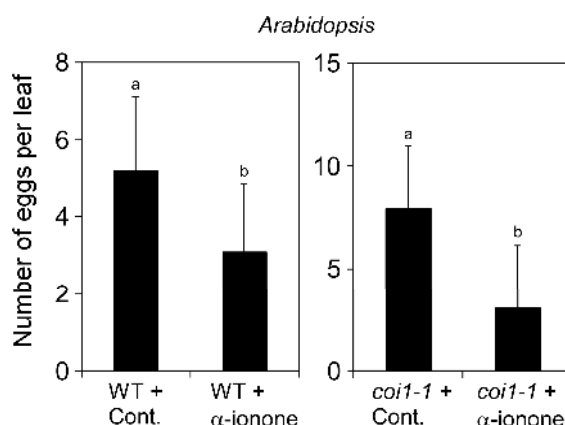 Arabidopsis
Number of eggs per leaf
8
6
4
2
0
a
b
WT +
Cont.
WT +
α-ionone
15
10
5
0
a
b
coi1-1 +
Cont.
coi1-1 +
α-ionone